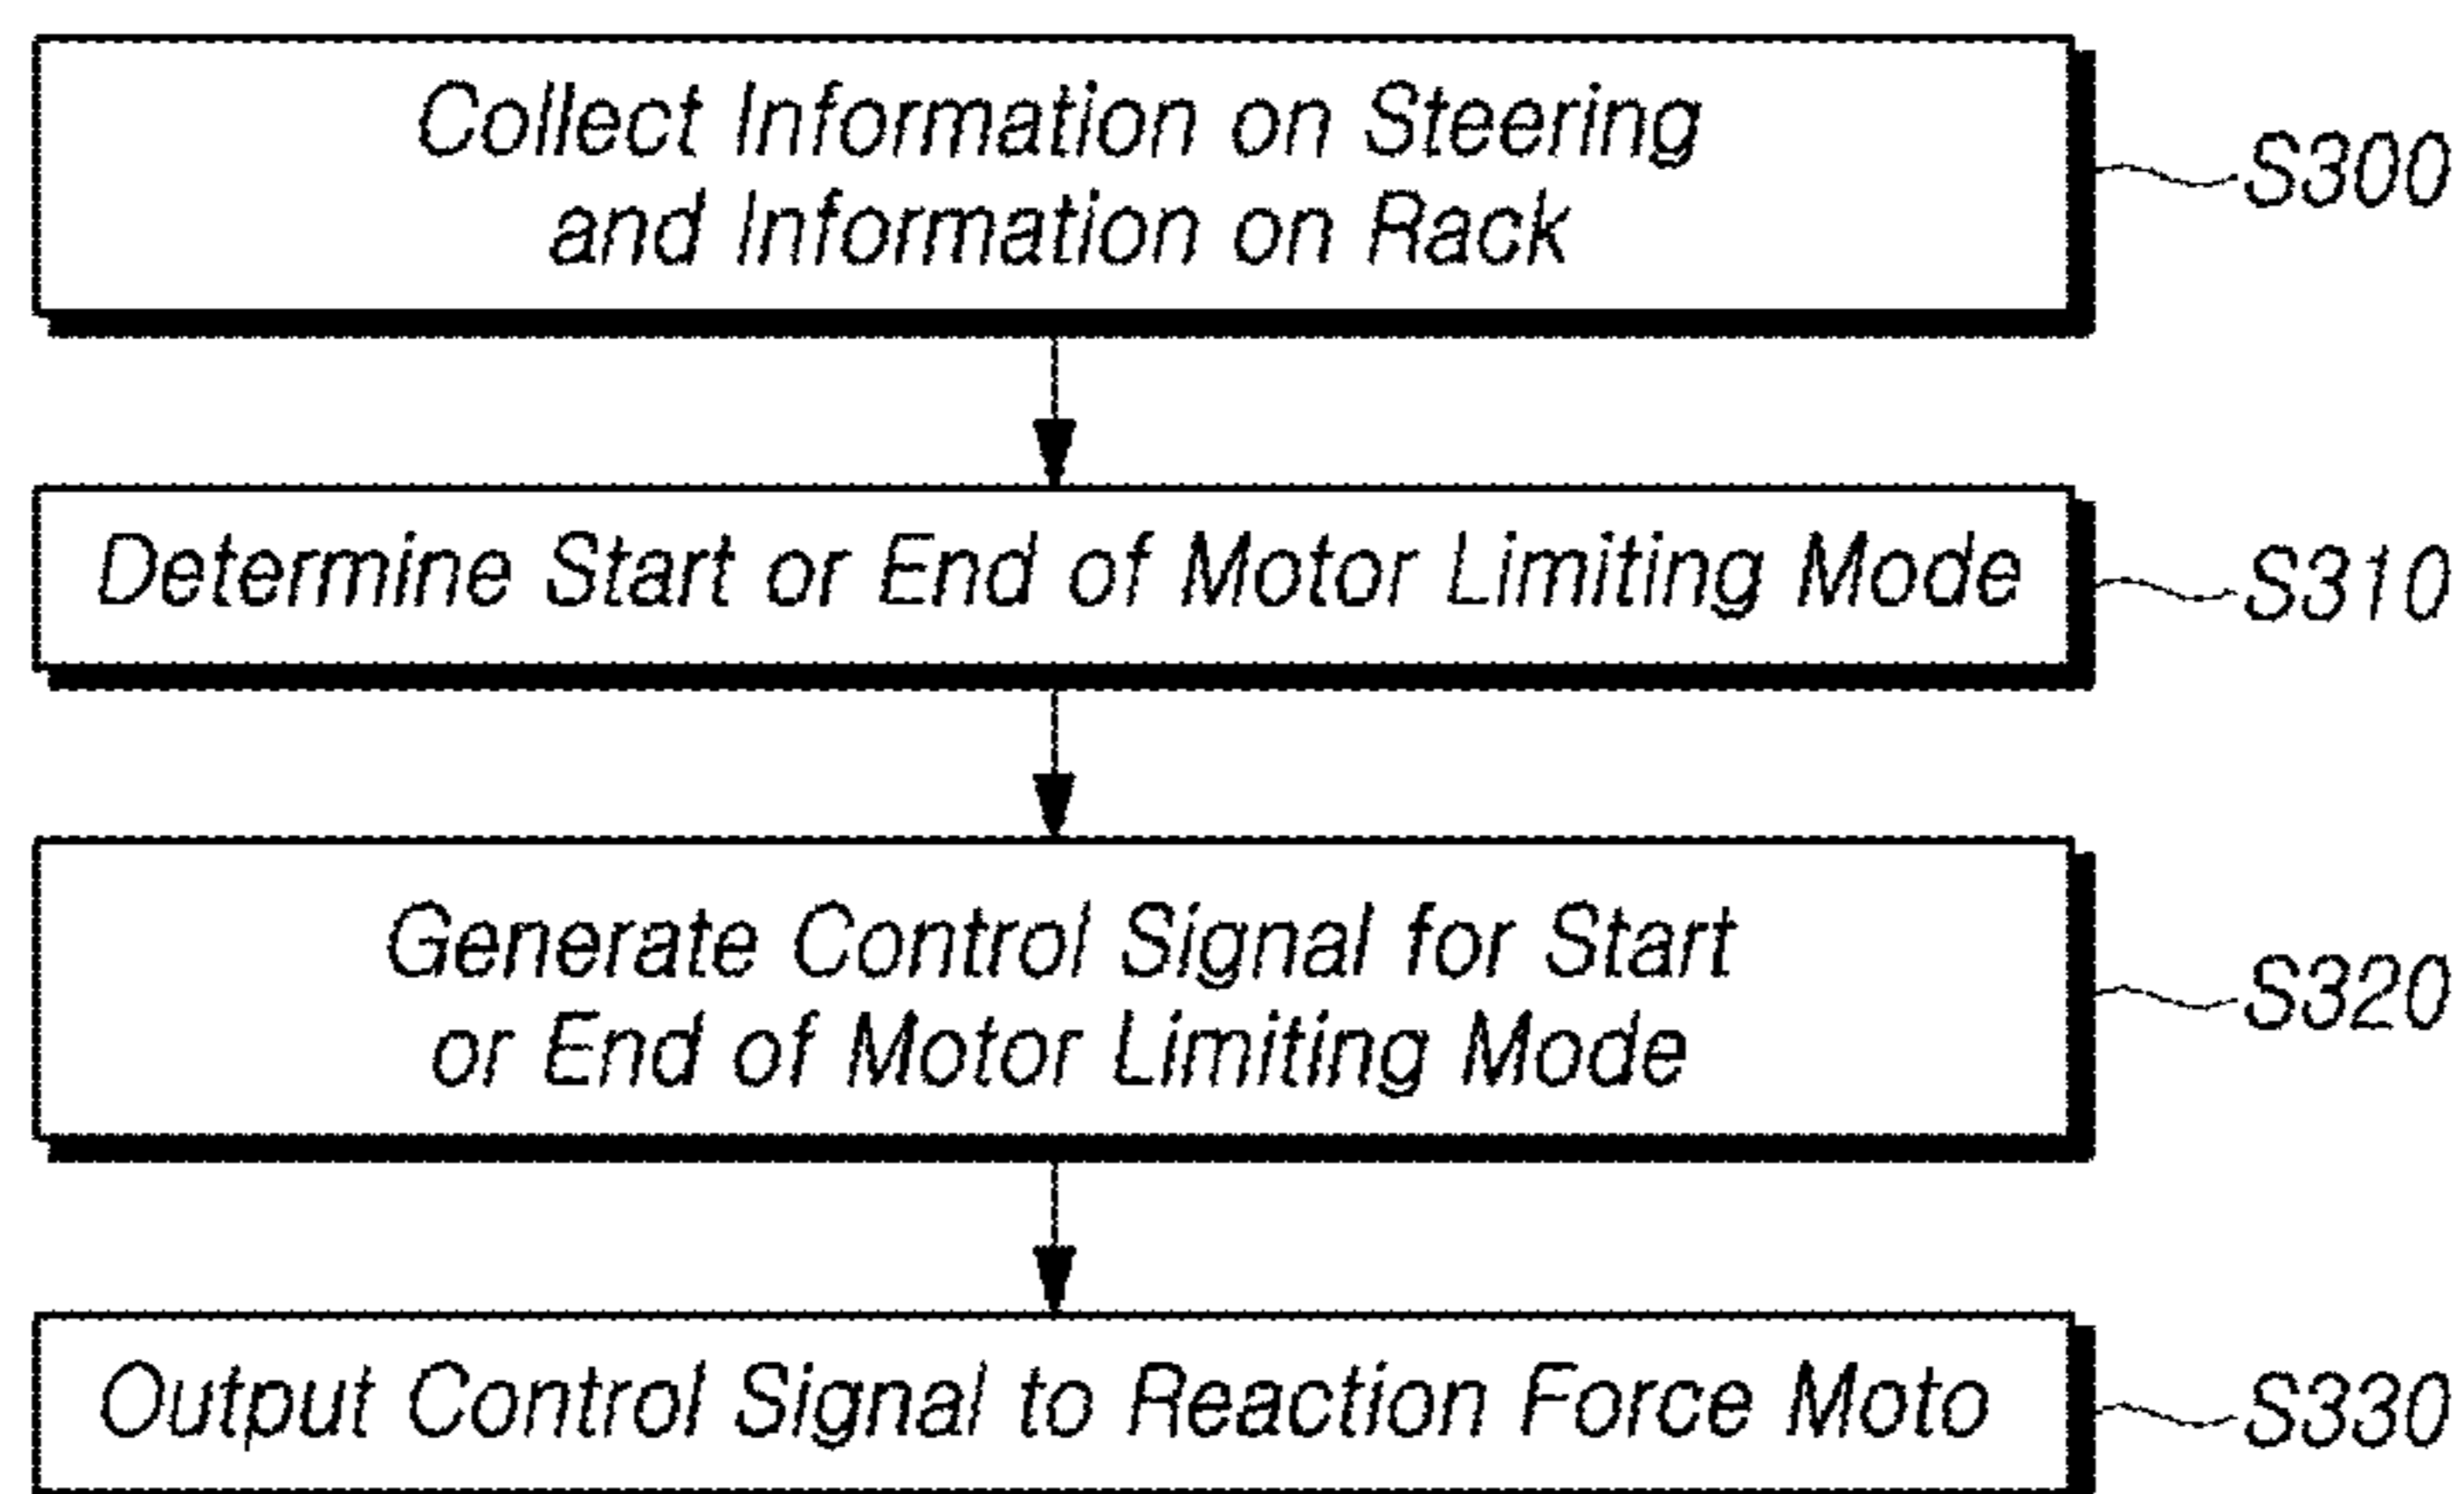 Collect Information on Steering
and Information on Rack
S300
Determine Start or End of Motor Limiting Mode
S310
Generate Control Signal for Start
or End of Motor Limiting Mode
S320
Output Control Signal to Reaction Force Moto
S330